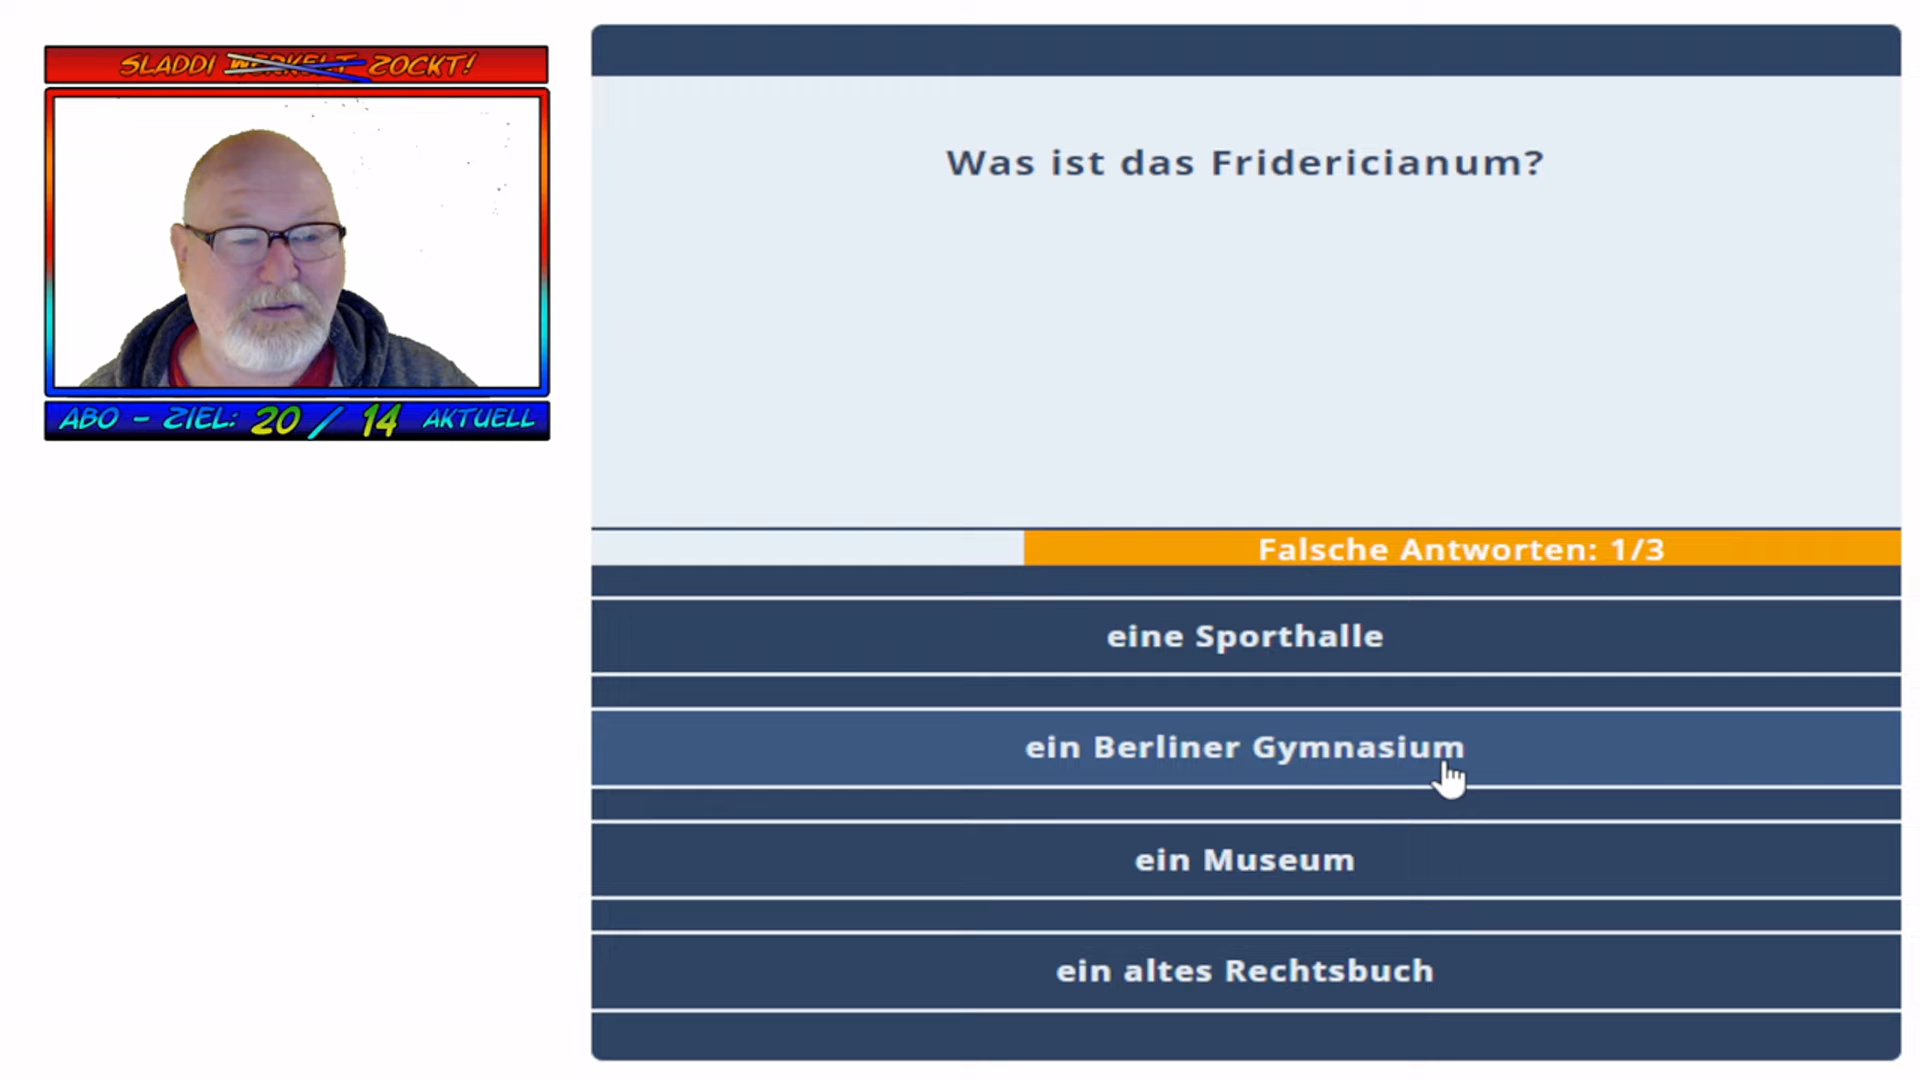 SLADDI WERKELT ZOCKT!
ABO - ZIEL: 20 / 14 AKTUELL
Was ist das Fridericianum?
Falsche Antworten: 1/3
eine Sporthalle
ein Berliner Gymnasium
ein Museum
ein altes Rechtsbuch